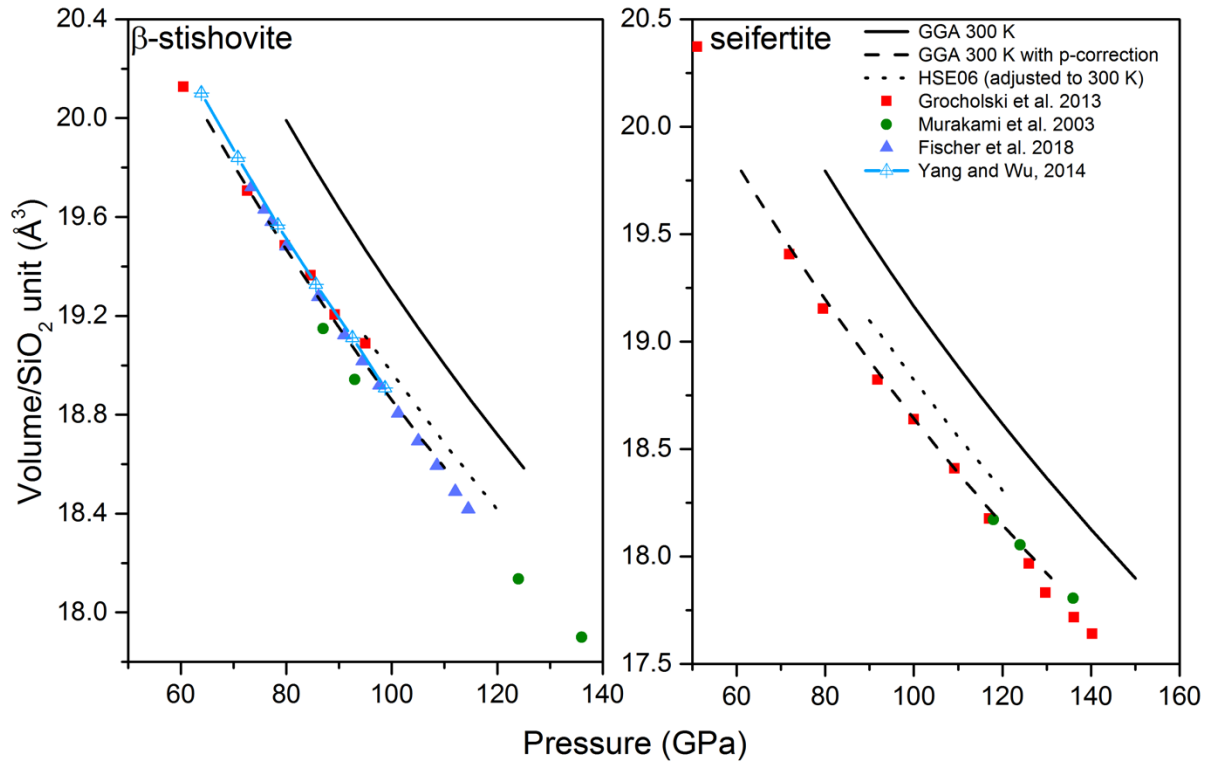 β-stishovite
20.4
20.0
19.6
19.2
18.8
18.4
18.0
60 80 100 120 140
Volume/SiO₂ unit (Å³)
seifertite
20.5
20.0
19.5
19.0
18.5
18.0
17.5
60 80 100 120 140 160
GGA 300 K
GGA 300 K with p-correction
HSE06 (adjusted to 300 K)
Grocholski et al. 2013
Murakami et al. 2003
Fischer et al. 2018
Yang and Wu, 2014
Pressure (GPa)